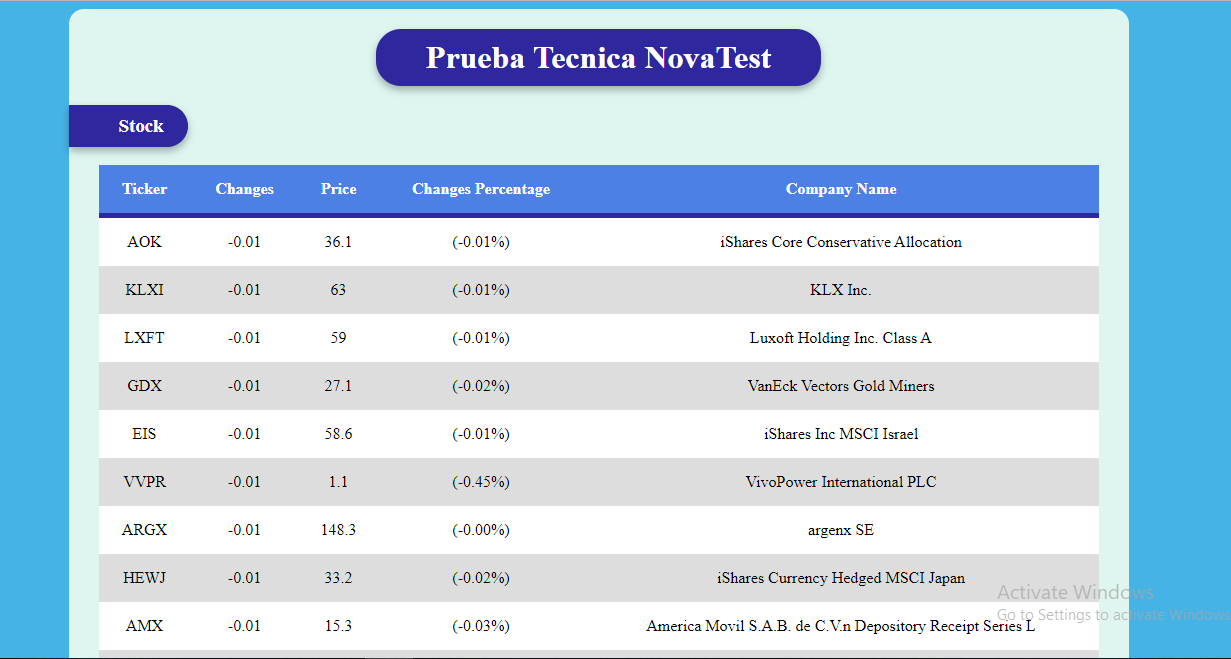 Prueba Tecnica NovaTest
Stock
Ticker Changes Price Changes Percentage Company Name
AOK -0.01 36.1 (-0.01%) iShares Core Conservative Allocation
KLXI -0.01 63 (-0.01%) KLX Inc.
LXFT -0.01 59 (-0.01%) Luxoft Holding Inc. Class A
GDX -0.01 27.1 (-0.02%) VanEck Vectors Gold Miners
EIS -0.01 58.6 (-0.01%) iShares Inc MSCI Israel
VVPR -0.01 1.1 (-0.45%) VivoPower International PLC
ARGX -0.01 148.3 (-0.00%) argenx SE
HEWJ -0.01 33.2 (-0.02%) iShares Currency Hedged MSCI Japan
Activate Windows
Go to Settings to activate Windows.
AMX -0.01 15.3 (-0.03%) America Movil S.A.B. de C.V.n Depository Receipt Series L